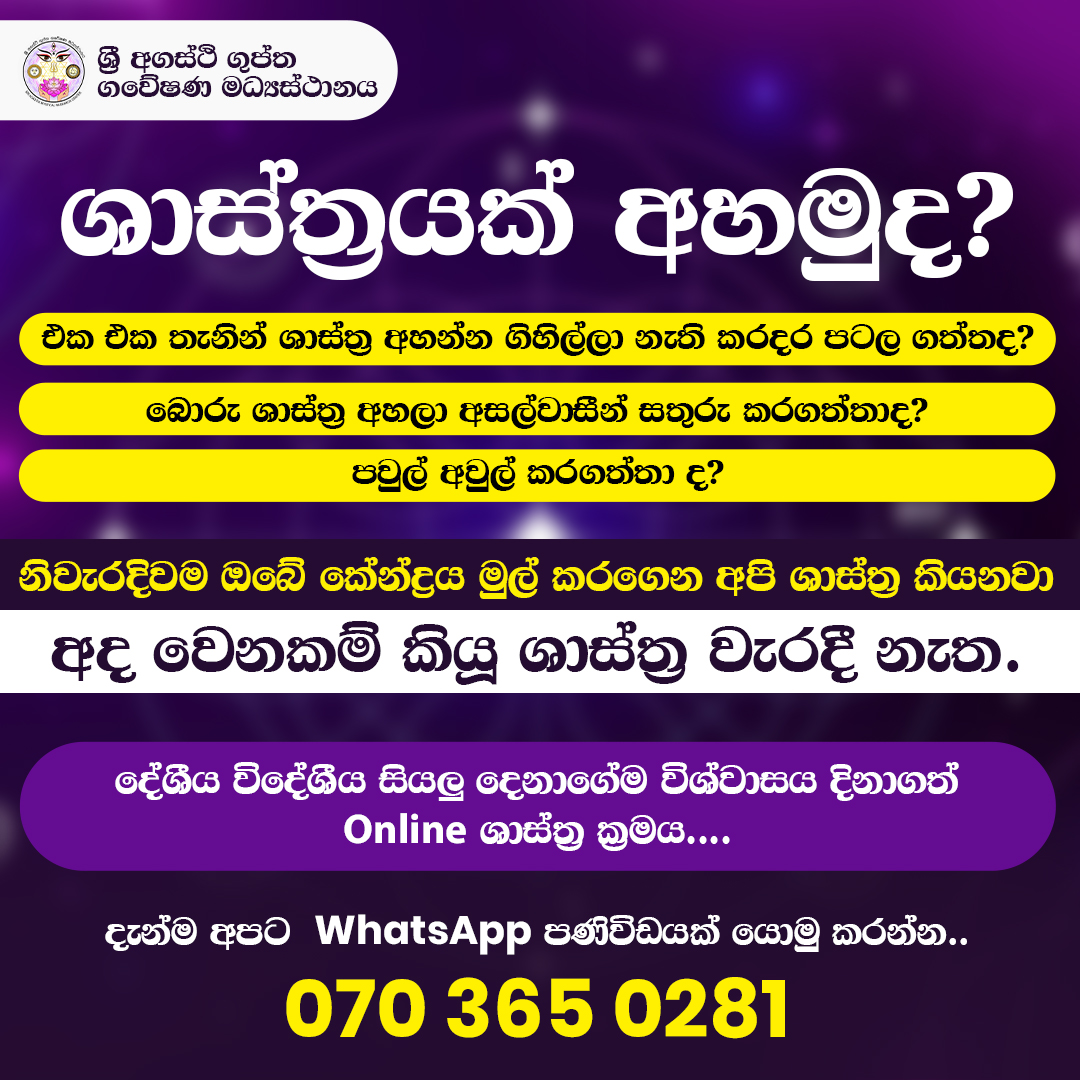 ශ්‍රී අගස්ථි ගුප්ත
ගවේෂණ මධ්‍යස්ථානය
ශාස්ත්‍රයක් අහමුද?
එක එක තැනින් ශාස්ත්‍ර අහන්න ගිහිල්ලා නැති කරදර පටල ගත්තද?
බොරු ශාස්ත්‍ර අහලා අසල්වාසීන් සතුරු කරගත්තාද?
පවුල් අවුල් කරගත්තා ද?
නිවැරදිවම ඔබේ කේන්ද්‍රය මුල් කරගෙන අපි ශාස්ත්‍ර කියනවා
අද වෙනකම් කියූ ශාස්ත්‍ර වැරදී නැත.
දේශීය විදේශීය සියලු දෙනාගේම විශ්වාසය දිනාගත්
Online ශාස්ත්‍ර ක්‍රමය....
දැන්ම අපට WhatsApp පණිවිඩයක් යොමු කරන්න..
070 365 0281